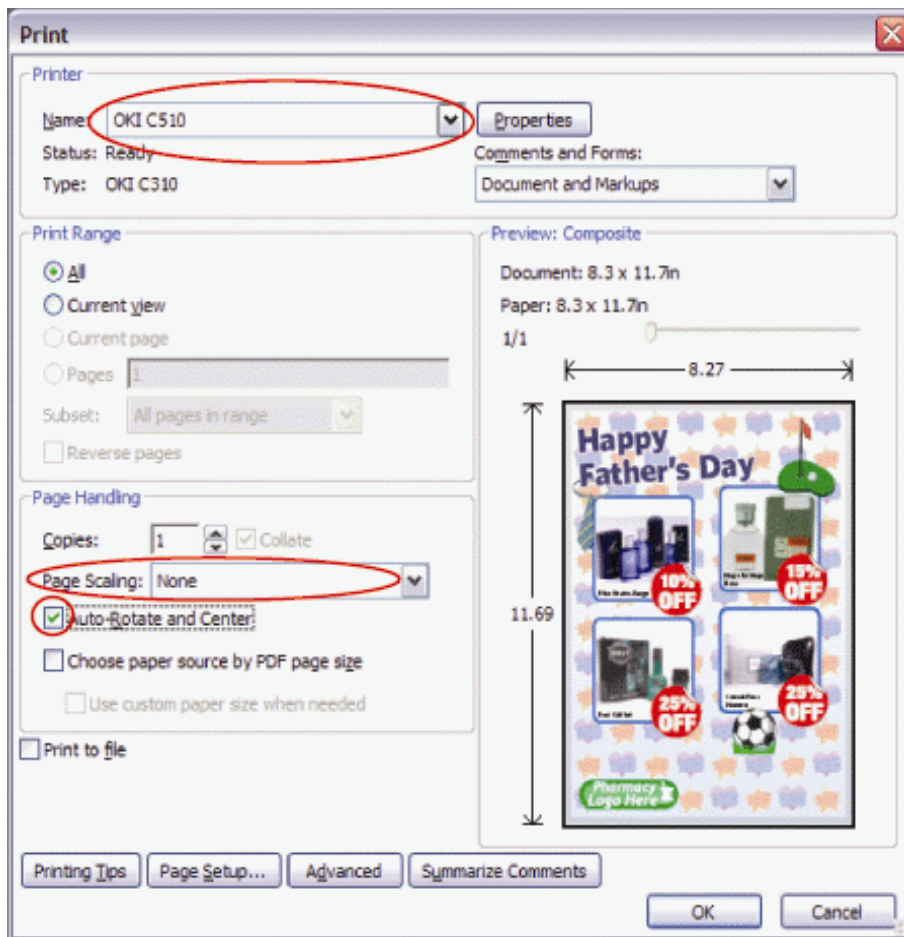 Print
Printer
Name: OKI C510 Properties
Status: Ready Comments and Forms:
Type: OKI C310 Document and Markups
Print Range
All
Current view
Current page
Pages 1
Subset: All pages in range
Reverse pages
Page Handling
Copies: 1 Collate
Page Scaling: None
Auto-Rotate and Center
Choose paper source by PDF page size
Use custom paper size when needed
Print to file
Preview: Composite
Document: 8.3 x 11.7in
Paper: 8.3 x 11.7in
1/1
8.27
11.69
Happy
Father's Day
10%
OFF
15%
OFF
25%
OFF
25%
OFF
Pharmacy
Logo Here
Printing Tips Page Setup... Advanced Summarize Comments
OK Cancel